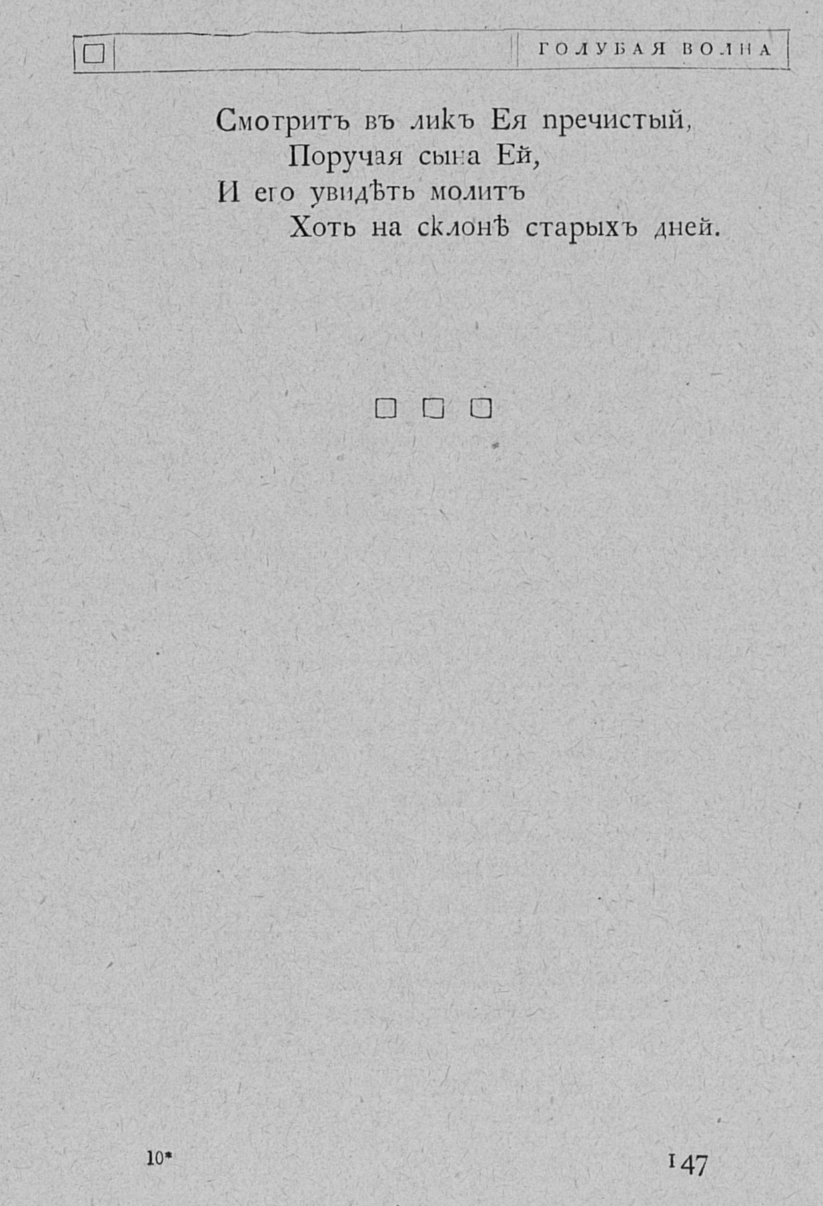 ГОЛУБАЯ ВОЛНА
Смотритъ въ ликъ Ея пречистый,
Поручая сына Ей,
И его увидѣть молитъ
Хоть на склонѣ старыхъ дней.
10*
147